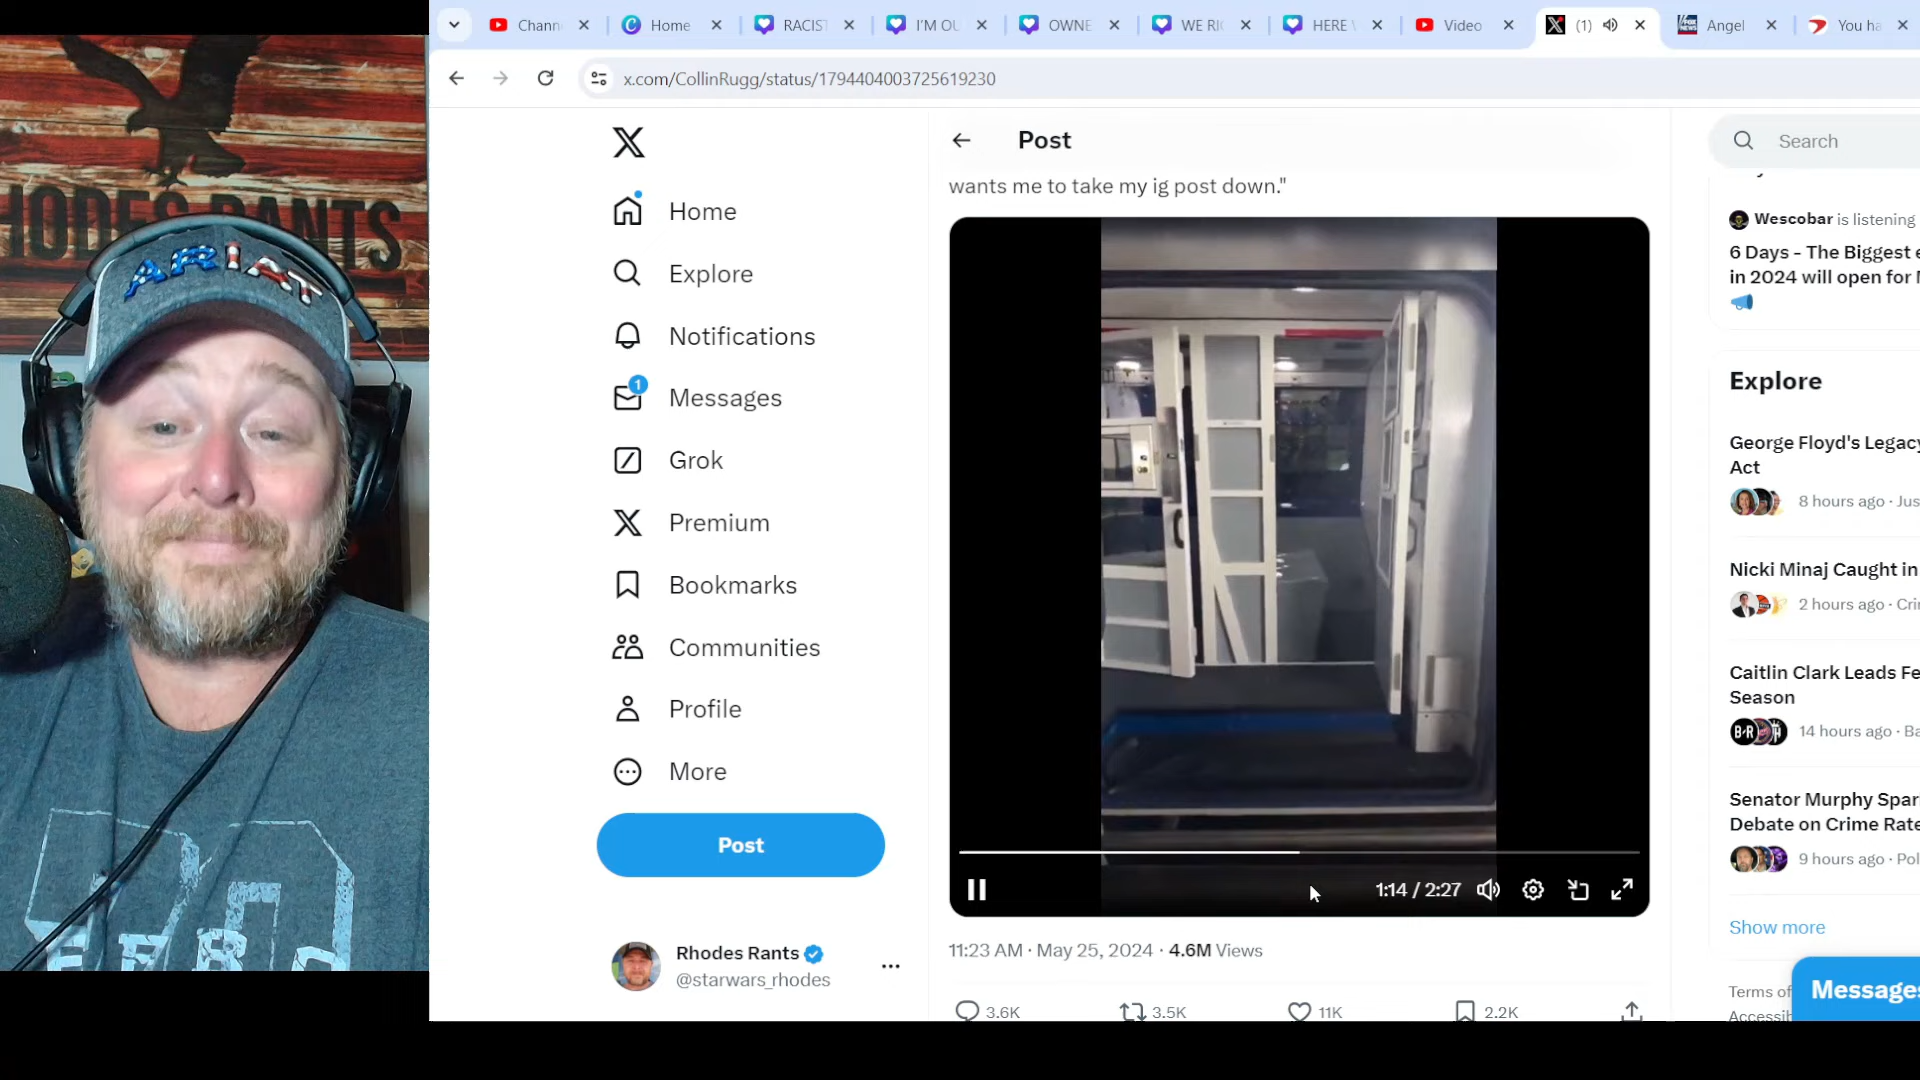 Chann
Home
RACIST
I'M OU
OWNE
WE RIG
HERE
Video
(1)
Angel
You ha
x.com/CollinRugg/status/1794404003725619230
RHODES RANTS
ARIAT
Home
Explore
Notifications
1
Messages
Grok
Premium
Bookmarks
Communities
Profile
More
Post
Rhodes Rants
@starwars_rhodes
Post
wants me to take my ig post down."
1:14 / 2:27
11:23 AM · May 25, 2024 · 4.6M Views
3.6K
3.5K
11K
2.2K
Search
Wescobar is listening
6 Days - The Biggest e
in 2024 will open for
Explore
George Floyd's Legacy
Act
8 hours ago · Jus
Nicki Minaj Caught in
2 hours ago · Cri
Caitlin Clark Leads Fe
Season
B/R
14 hours ago · Ba
Senator Murphy Spar
Debate on Crime Rate
9 hours ago · Pol
Show more
Terms of
Accessib
Messages